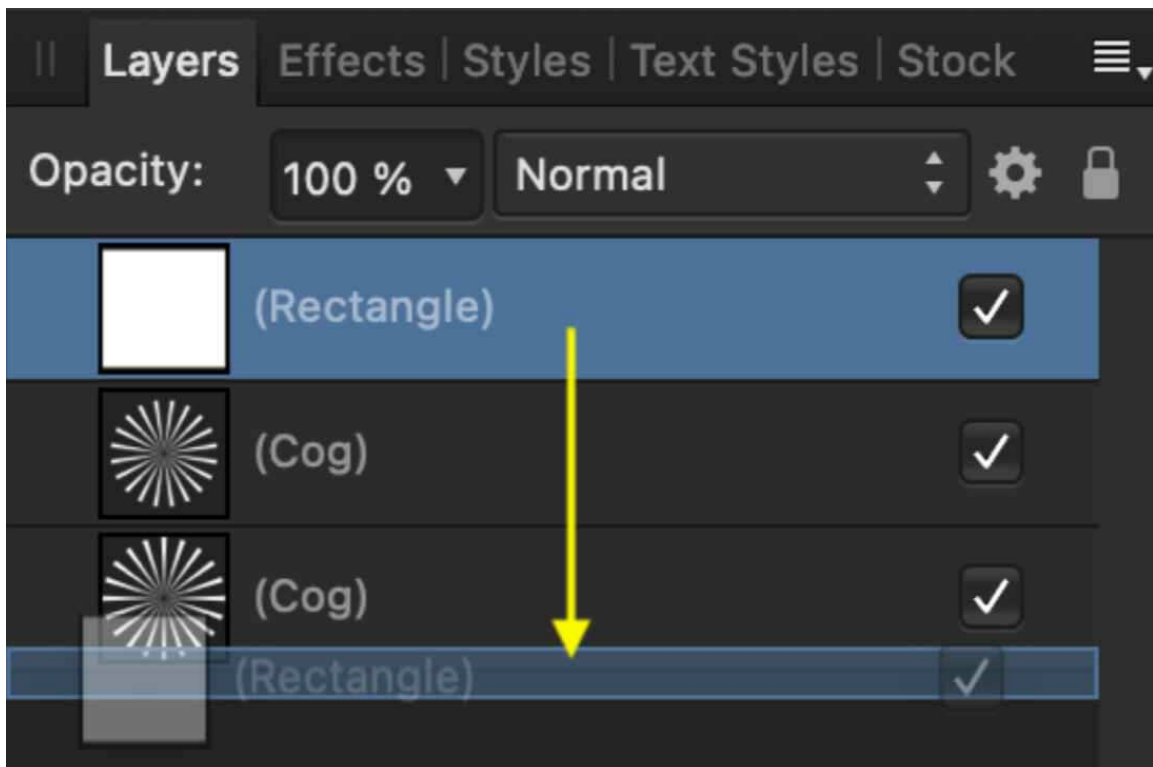 Layers Effects | Styles | Text Styles | Stock
Opacity: 100 % Normal
(Rectangle)
(Cog)
(Cog)
(Rectangle)